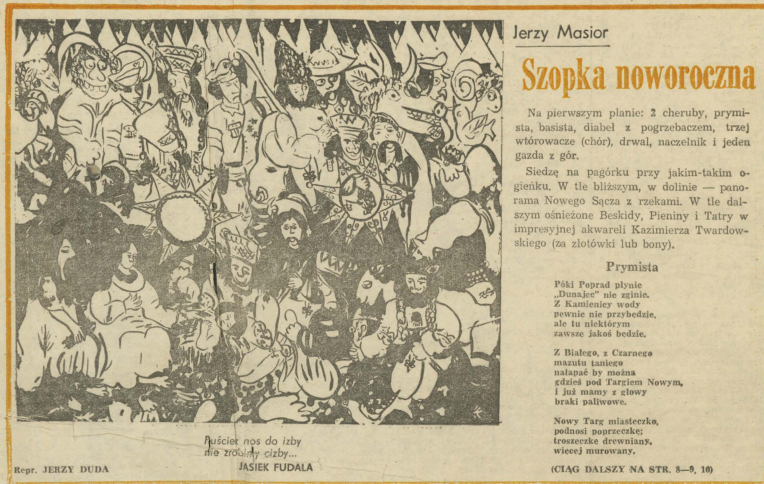 Jerzy Masior
Szopka noworoczna
Na pierwszym planie: 2 cheruby, prymi-
sta, basista, diabeł z pogrzebaczem, trzej
wtórowacze (chór), drwal, naczelnik i jeden
gazda z gór.
Siedzę na pagórku przy jakim-takim o-
gieńku. W tle bliższym, w dolinie — pano-
rama Nowego Sącza z rzekami. W tle dal-
szym ośnieżone Beskidy, Pieniny i Tatry w
impresyjnej akwareli Kazimierza Twardow-
skiego (za złotówki lub bony).
Prymista
Póki Poprad płynie
„Dunajec” nie zginie.
Z Kamienicy wody
pewnie nie przybędzie,
ale tu niektórym
zawsze jakoś będzie.
Z Białego, z Czarnego
mazutu taniego
nałapać by można
gdzieś pod Targiem Nowym,
i już mamy z głowy
braki paliwowe.
Nowy Targ miasteczko,
podnosi poprzeczkę;
troszeczkę drewniany,
więcej murowany.
(CIĄG DALSZY NA STR. 8—9, 10)
Puściet nos do izby
nie zrobimy cizby...
JASIEK FUDALA
Repr. JERZY DUDA